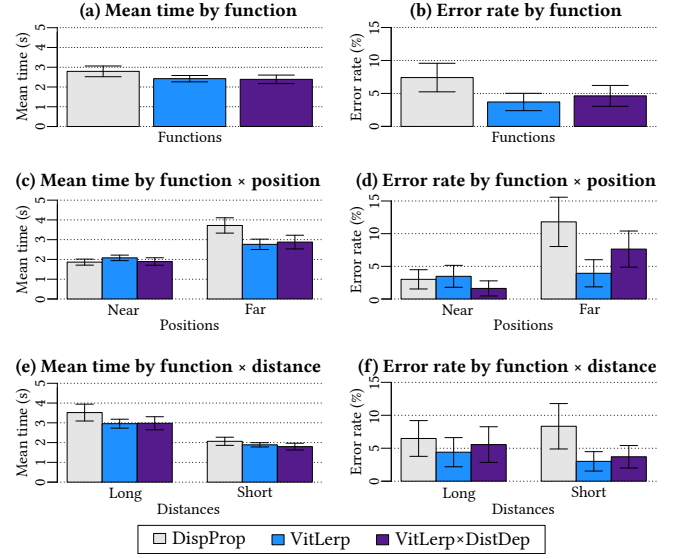 (a) Mean time by function
Mean time (s)
0 1 2 3 4 5
Functions
(b) Error rate by function
Error rate (%)
0 5 10 15
Functions
(c) Mean time by function × position
Mean time (s)
0 1 2 3 4 5
Near Far
Positions
(d) Error rate by function × position
Error rate (%)
0 5 10 15
Near Far
Positions
(e) Mean time by function × distance
Mean time (s)
0 1 2 3 4 5
Long Short
Distances
(f) Error rate by function × distance
Error rate (%)
0 5 10 15
Long Short
Distances
DispProp VitLerp VitLerp×DistDep